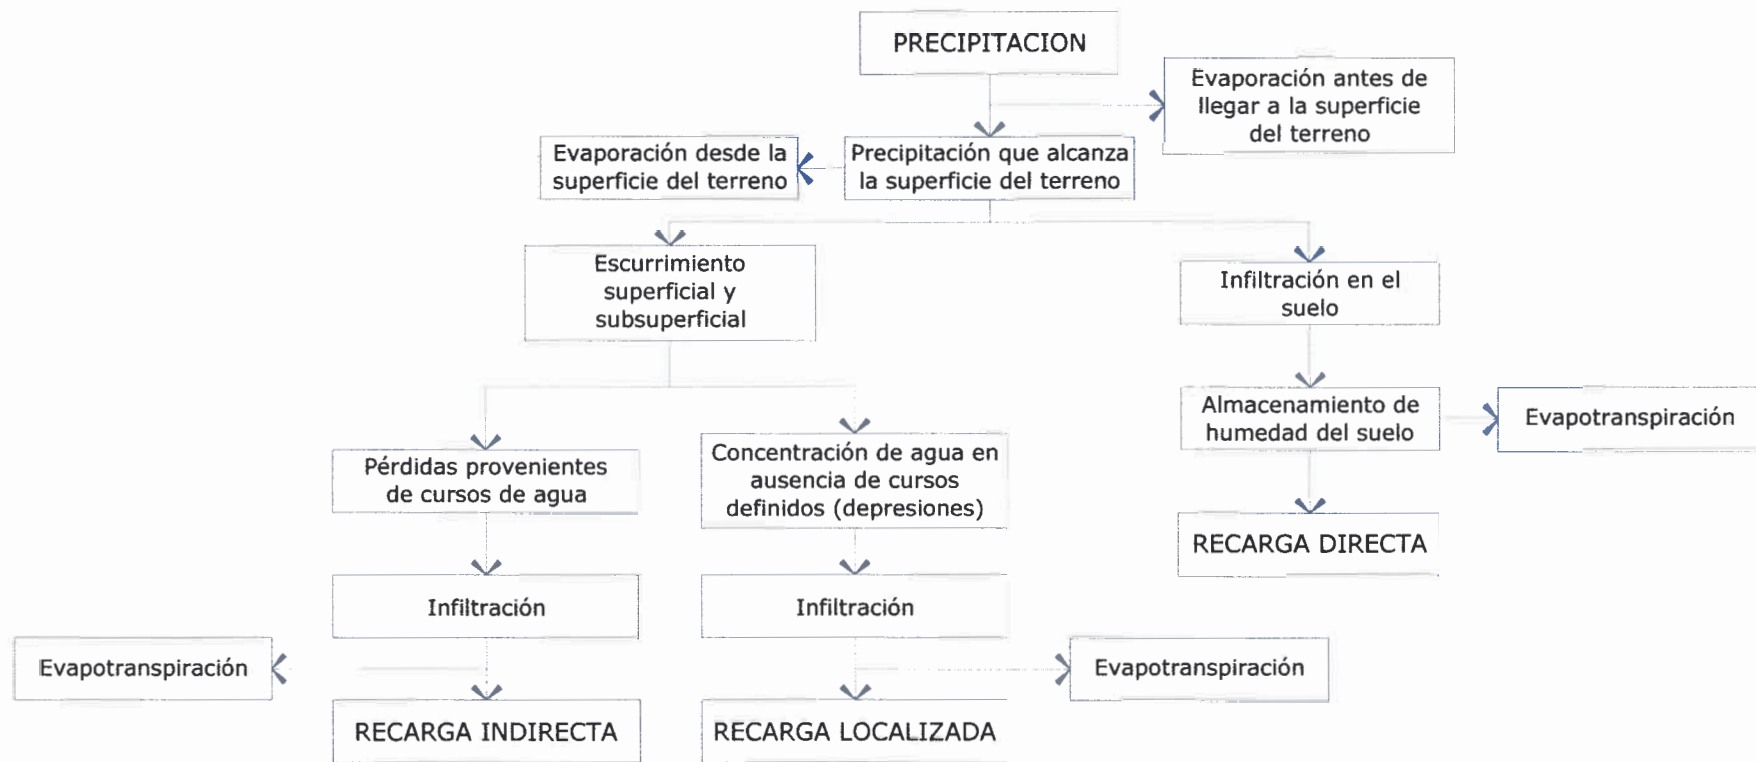 PRECIPITACION
Evaporación antes de
llegar a la superficie
del terreno
Evaporación desde la
superficie del terreno
Precipitación que alcanza
la superficie del terreno
Escurrimiento
superficial y
subsuperficial
Infiltración en el
suelo
Almacenamiento de
humedad del suelo
Evapotranspiración
Pérdidas provenientes
de cursos de agua
Concentración de agua en
ausencia de cursos
definidos (depresiones)
RECARGA DIRECTA
Infiltración
Infiltración
Evapotranspiración
Evapotranspiración
RECARGA INDIRECTA
RECARGA LOCALIZADA